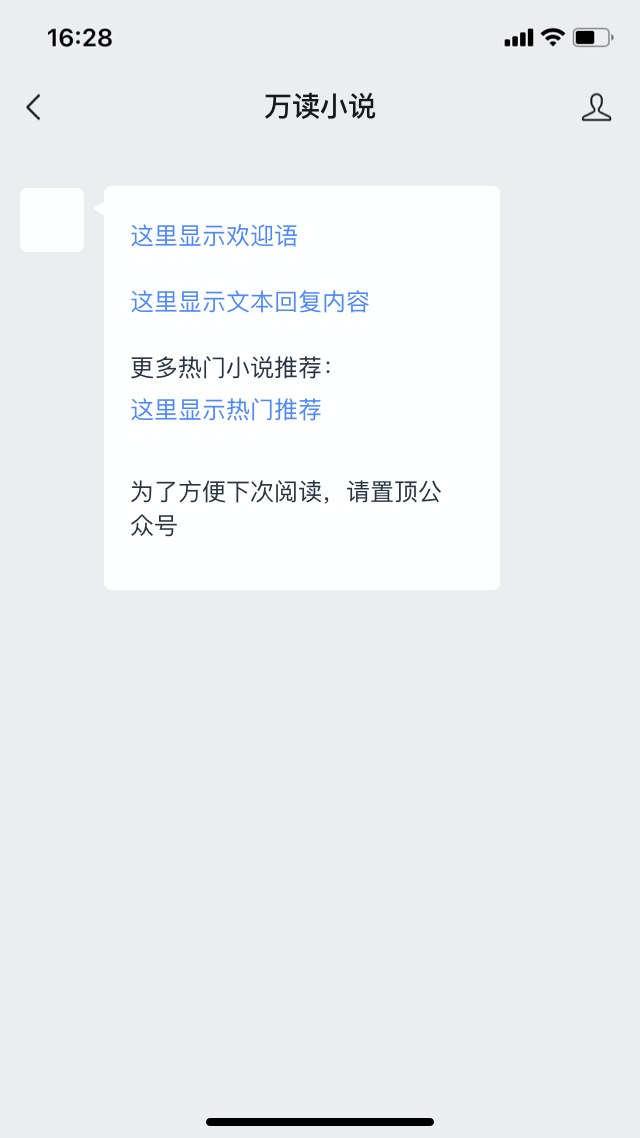 16:28
万读小说
这里显示欢迎语
这里显示文本回复内容
更多热门小说推荐：
这里显示热门推荐
为了方便下次阅读，请置顶公
众号